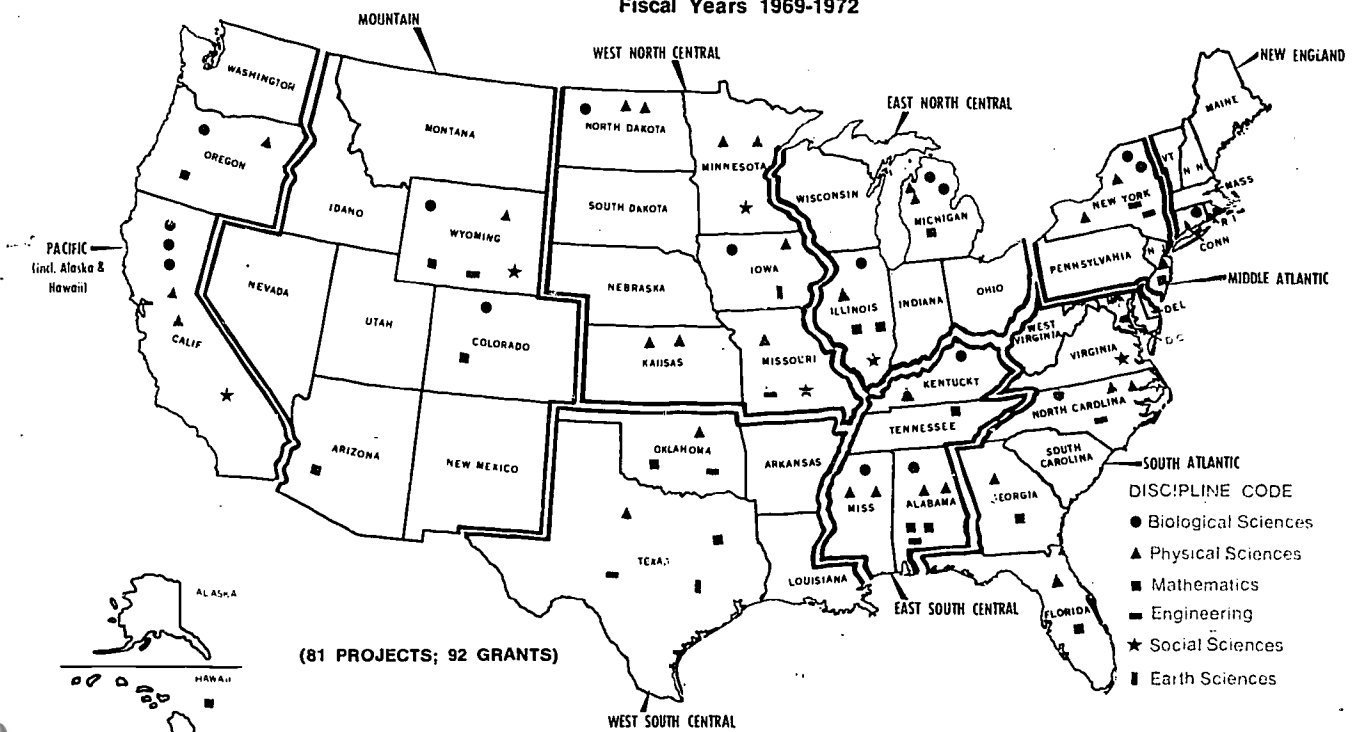 Fiscal Years 1969-1972
MOUNTAIN
WEST NORTH CENTRAL
NEW ENGLAND
EAST NORTH CENTRAL
WASHINGTON
MONTANA
NORTH DAKOTA
MINNESOTA
MAINE
OREGON
IDAHO
WYOMING
SOUTH DAKOTA
WISCONSIN
MICHIGAN
NEW YORK
VT
N N
MASS
R I
CONN
PACIFIC
(incl. Alaska &
Hawaii)
NEVADA
UTAH
COLORADO
NEBRASKA
IOWA
ILLINOIS
INDIANA
OHIO
PENNSYLVANIA
N
MIDDLE ATLANTIC
DEL
DC
CALIF
KAIISAS
MISSOURI
WEST
VIRGINIA
VIRGINIA
KENTUCKY
NORTH CAROLINA
TENNESSEE
ARIZONA
NEW MEXICO
OKLAHOMA
ARKANSAS
SOUTH
CAROLINA
SOUTH ATLANTIC
MISS
ALABAMA
GEORGIA
TEXAS
LOUISIANA
EAST SOUTH CENTRAL
FLORIDA
DISCIPLINE CODE
Biological Sciences
Physical Sciences
Mathematics
Engineering
Social Sciences
Earth Sciences
ALASKA
HAWAII
(81 PROJECTS; 92 GRANTS)
WEST SOUTH CENTRAL